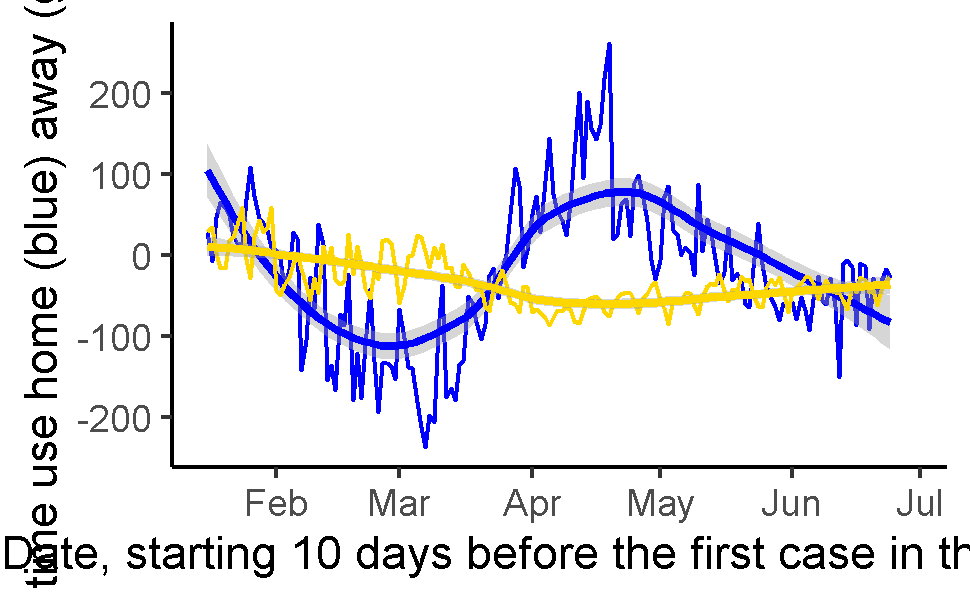 time use home (blue) away (
200
100
0
-100
-200
Feb Mar Apr May Jun Jul
Date, starting 10 days before the first case in th